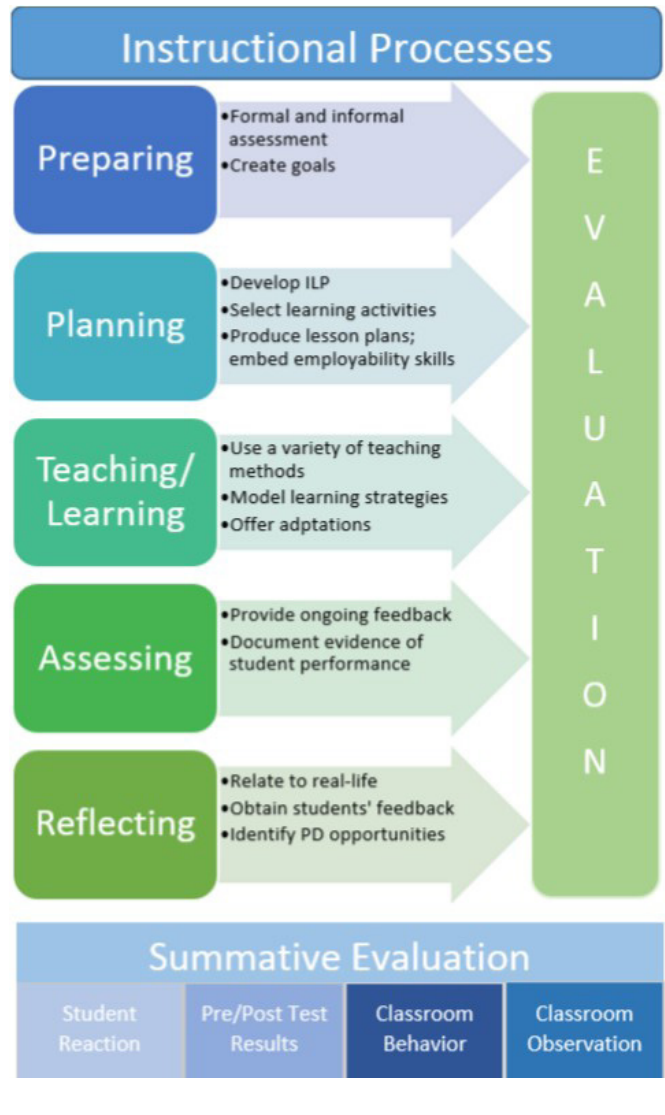 Instructional Processes
Preparing
•Formal and informal
assessment
•Create goals
Planning
•Develop ILP
•Select learning activities
•Produce lesson plans;
embed employability skills
Teaching/
Learning
•Use a variety of teaching
methods
•Model learning strategies
•Offer adptations
Assessing
•Provide ongoing feedback
•Document evidence of
student performance
Reflecting
•Relate to real-life
•Obtain students' feedback
•Identify PD opportunities
E
V
A
L
U
A
T
I
O
N
Summative Evaluation
Student
Reaction
Pre/Post Test
Results
Classroom
Behavior
Classroom
Observation